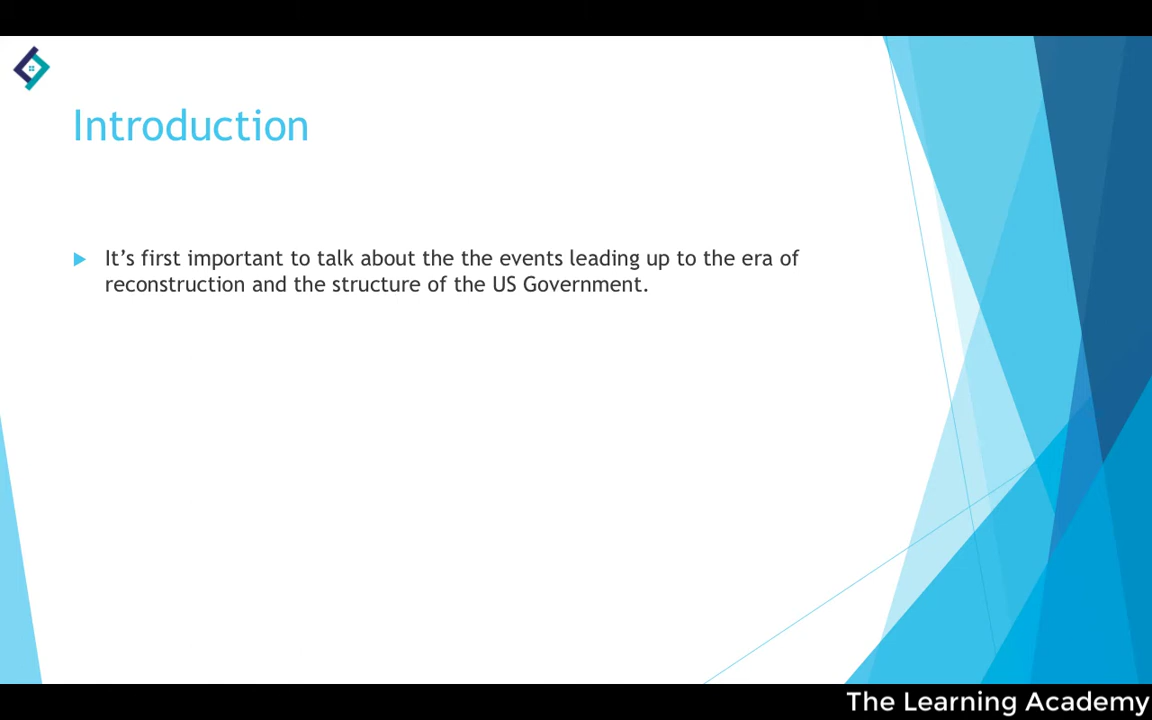 Introduction
It’s first important to talk about the the events leading up to the era of
reconstruction and the structure of the US Government.
The Learning Academy